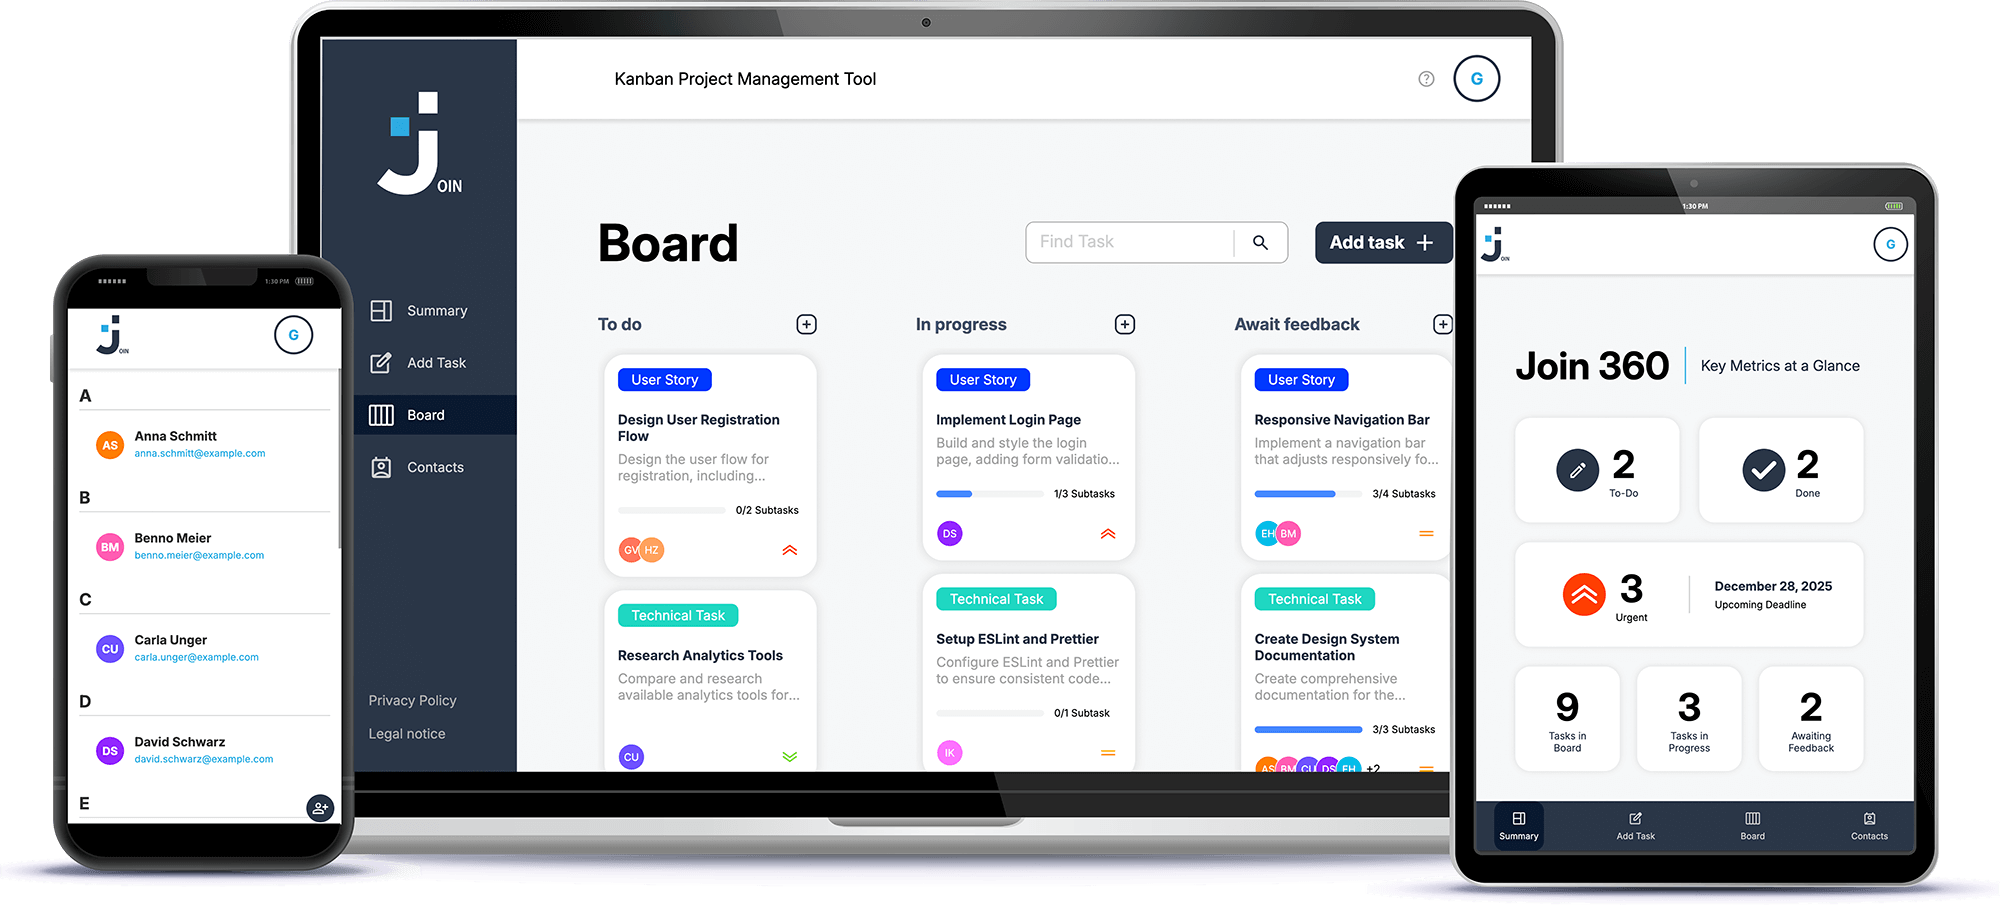 Kanban Project Management Tool
?
G
J
OIN
Summary
Add Task
Board
Contacts
Privacy Policy
Legal notice
Board
Find Task
Add task
To do
User Story
Design User Registration
Flow
Design the user flow for
registration, including...
0/2 Subtasks
GV
HZ
Technical Task
Research Analytics Tools
Compare and research
available analytics tools for...
CU
In progress
User Story
Implement Login Page
Build and style the login
page, adding form validatio...
1/3 Subtasks
DS
Technical Task
Setup ESLint and Prettier
Configure ESLint and Prettier
to ensure consistent code...
0/1 Subtask
IK
Await feedback
User Story
Responsive Navigation Bar
Implement a navigation bar
that adjusts responsively fo...
3/4 Subtasks
EH
BM
Technical Task
Create Design System
Documentation
Create comprehensive
documentation for the...
3/3 Subtasks
AS
BM
CU
DS
EH
+2
1:30 PM
J
OIN
G
A
AS
Anna Schmitt
anna.schmitt@example.com
B
BM
Benno Meier
benno.meier@example.com
C
CU
Carla Unger
carla.unger@example.com
D
DS
David Schwarz
david.schwarz@example.com
E
1:30 PM
J
OIN
G
Join 360
Key Metrics at a Glance
2
To-Do
2
Done
3
Urgent
December 28, 2025
Upcoming Deadline
9
Tasks in
Board
3
Tasks in
Progress
2
Awaiting
Feedback
Summary
Add Task
Board
Contacts